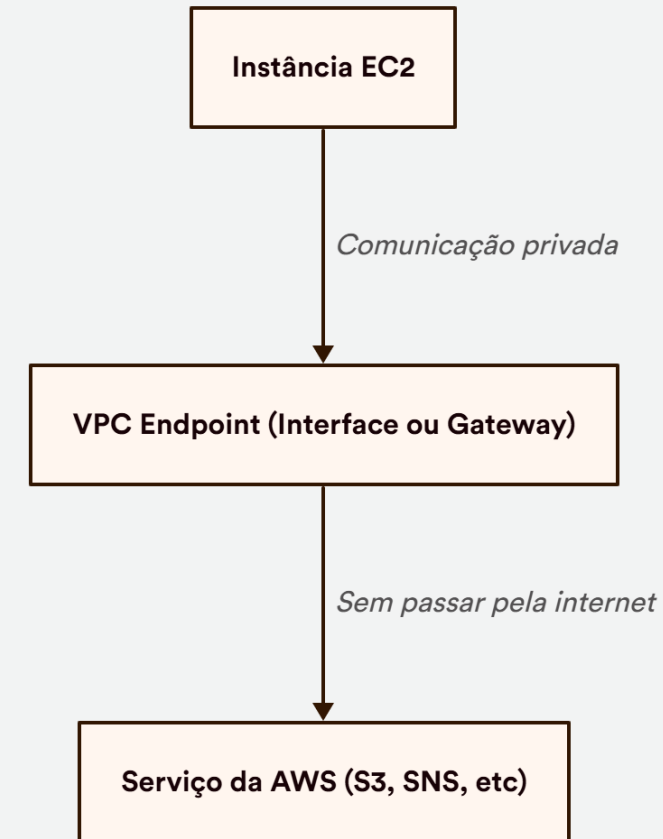 Instância EC2
Comunicação privada
VPC Endpoint (Interface ou Gateway)
Sem passar pela internet
Serviço da AWS (S3, SNS, etc)